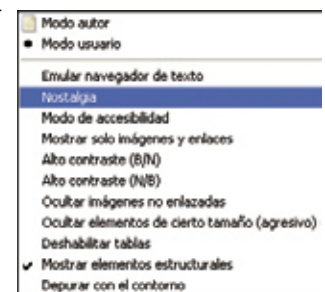 Modo autor
Modo usuario
Emular navegador de texto
Nostalgia
Modo de accesibilidad
Mostrar solo imágenes y enlaces
Alto contraste (B/N)
Alto contraste (N/B)
Ocultar imágenes no enlazadas
Ocultar elementos de cierto tamaño (agresivo)
Deshabilitar tablas
Mostrar elementos estructurales
Depurar con el contorno